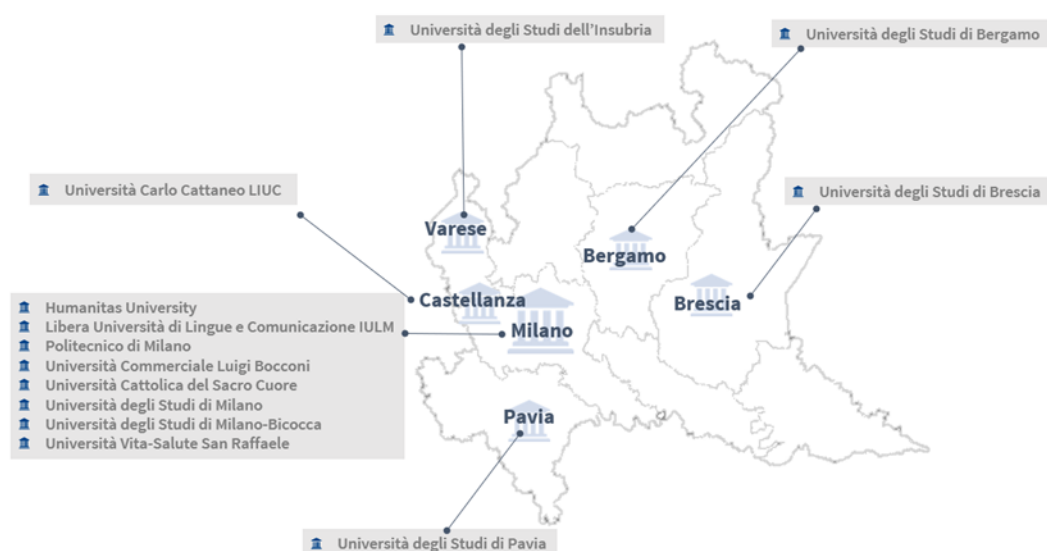 Università degli Studi dell'Insubria
Università degli Studi di Bergamo
Università Carlo Cattaneo LIUC
Università degli Studi di Brescia
Varese
Bergamo
Castellanza
Brescia
Milano
Humanitas University
Libera Università di Lingue e Comunicazione IULM
Politecnico di Milano
Università Commerciale Luigi Bocconi
Università Cattolica del Sacro Cuore
Università degli Studi di Milano
Università degli Studi di Milano-Bicocca
Università Vita-Salute San Raffaele
Pavia
Università degli Studi di Pavia